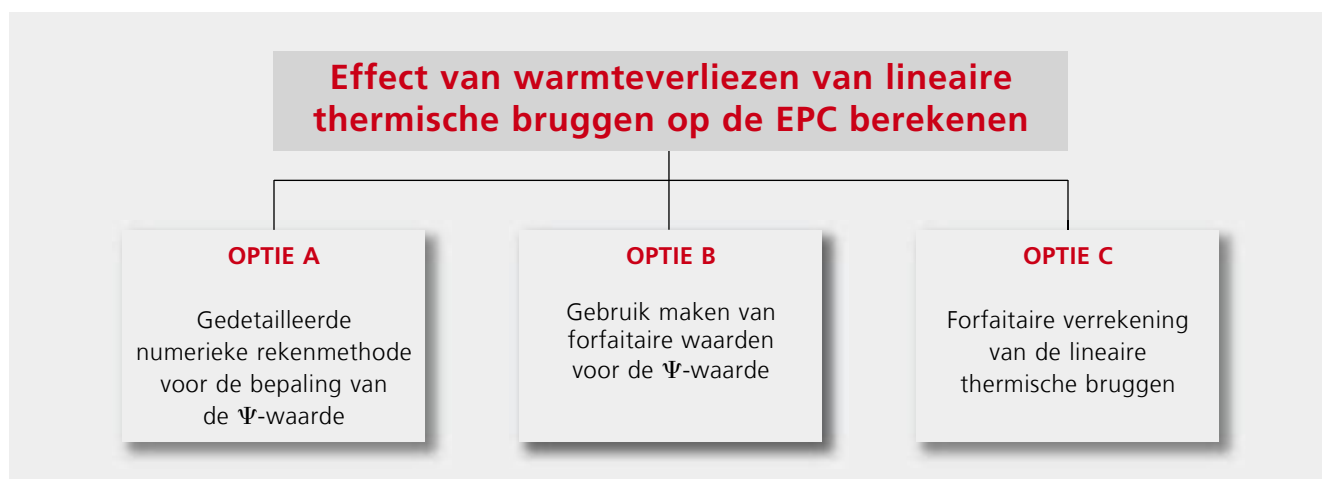 Effect van warmteverliezen van lineaire
thermische bruggen op de EPC berekenen
OPTIE A
Gedetailleerde
numerieke rekenmethode
voor de bepaling van
de Ψ-waarde
OPTIE B
Gebruik maken van
forfaitaire waarden
voor de Ψ-waarde
OPTIE C
Forfaitaire verrekening
van de lineaire
thermische bruggen